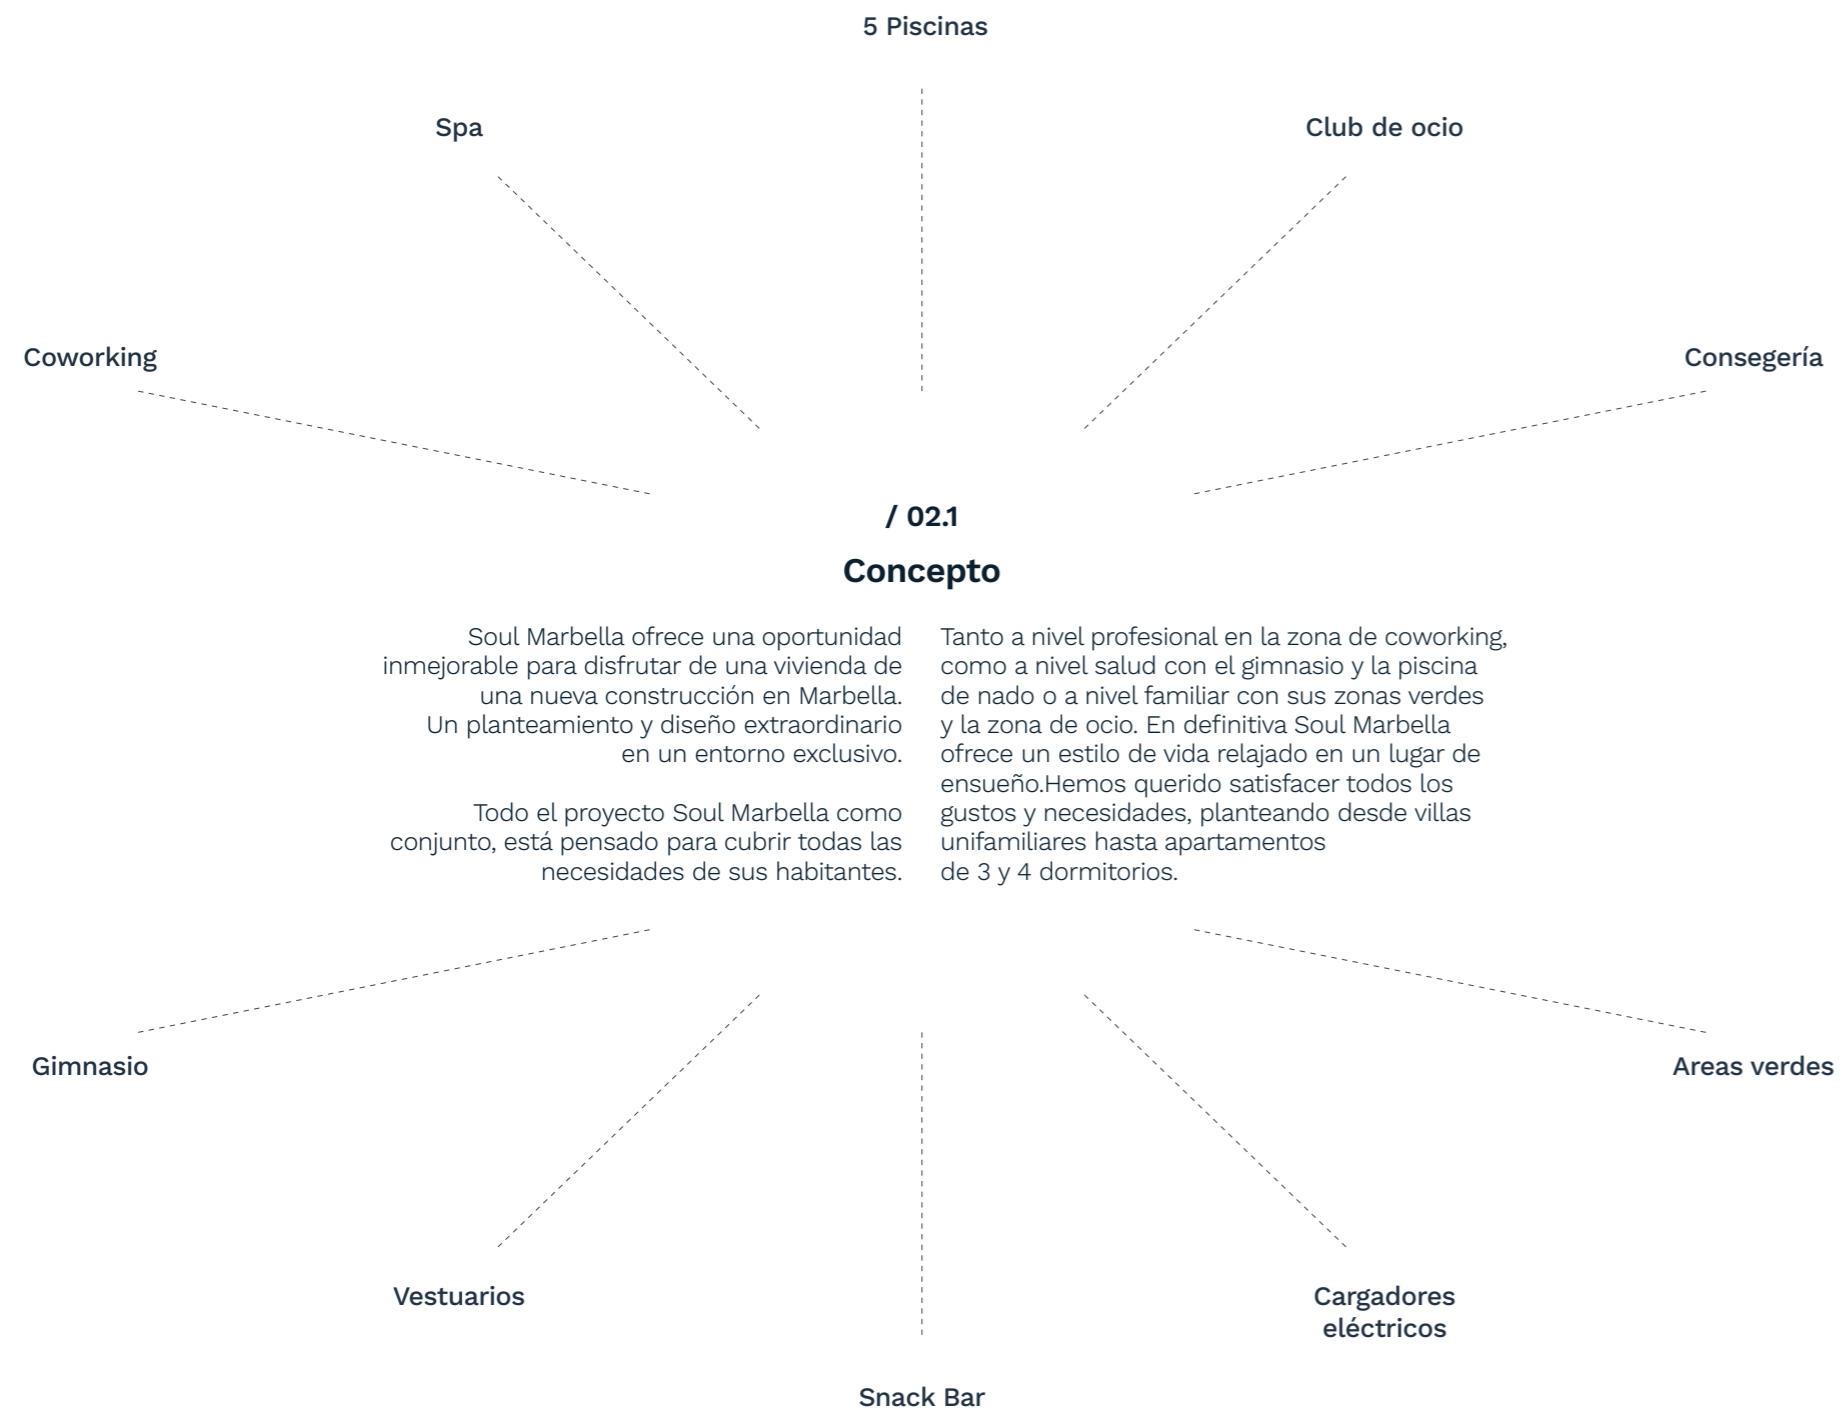 5 Piscinas
Spa
Club de ocio
Coworking
Consegería
/ 02.1
Concepto
Soul Marbella ofrece una oportunidad
inmejorable para disfrutar de una vivienda de
una nueva construcción en Marbella.
Un planteamiento y diseño extraordinario
en un entorno exclusivo.
Todo el proyecto Soul Marbella como
conjunto, está pensado para cubrir todas las
necesidades de sus habitantes.
Tanto a nivel profesional en la zona de coworking,
como a nivel salud con el gimnasio y la piscina
de nado o a nivel familiar con sus zonas verdes
y la zona de ocio. En definitiva Soul Marbella
ofrece un estilo de vida relajado en un lugar de
ensueño.Hemos querido satisfacer todos los
gustos y necesidades, planteando desde villas
unifamiliares hasta apartamentos
de 3 y 4 dormitorios.
Gimnasio
Areas verdes
Vestuarios
Cargadores
eléctricos
Snack Bar